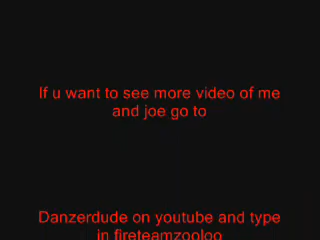 If u want to see more video of me
and joe go to
Danzerdude on youtube and type
in fireteamzooloo